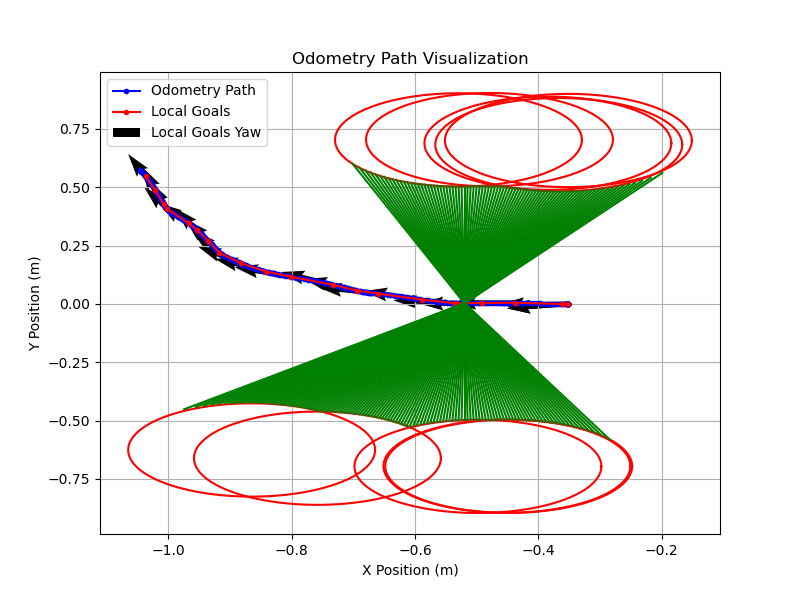 Odometry Path Visualization
Odometry Path
Local Goals
Local Goals Yaw
0.75
0.50
0.25
0.00
−0.25
−0.50
−0.75
Y Position (m)
−1.0 −0.8 −0.6 −0.4 −0.2
X Position (m)